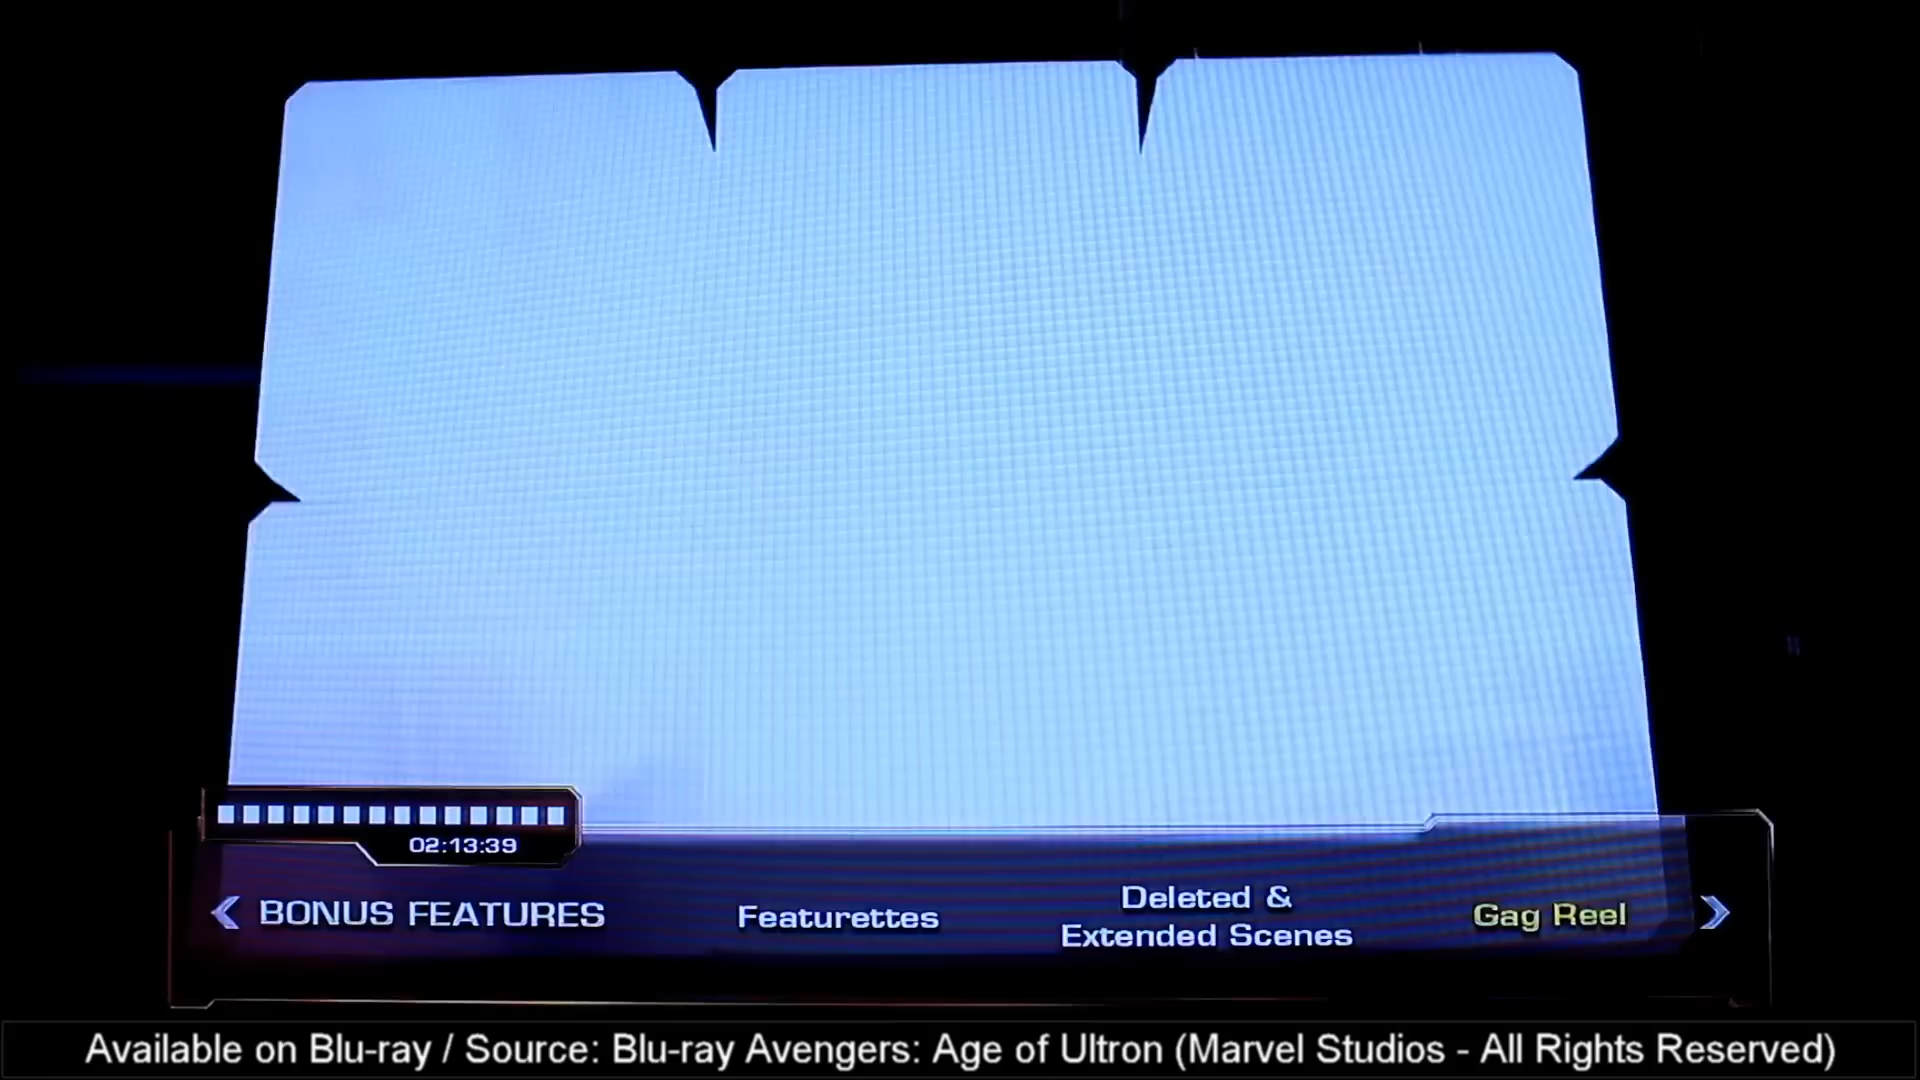 02:13:39
BONUS FEATURES
Featurettes
Deleted &
Extended Scenes
Gag Reel
Available on Blu-ray / Source: Blu-ray Avengers: Age of Ultron (Marvel Studios - All Rights Reserved)